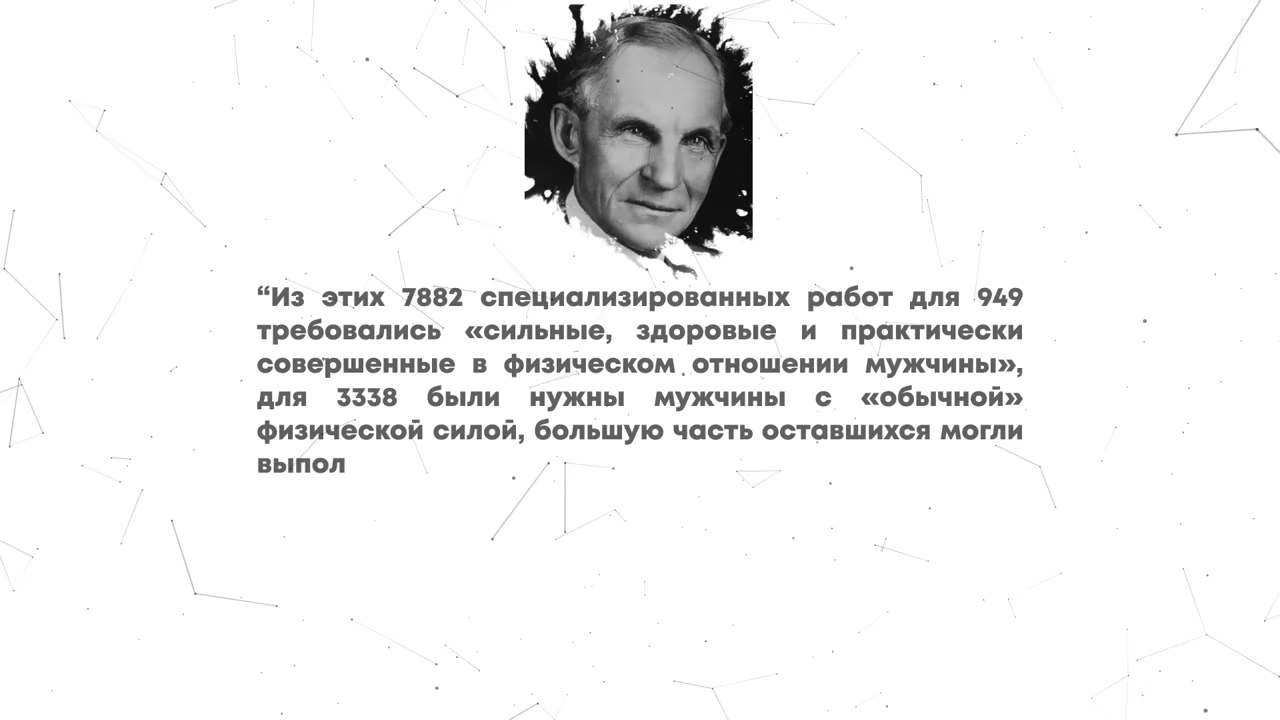 “Из этих 7882 специализированных работ для 949
требовались «сильные, здоровые и практически
совершенные в физическом отношении мужчины»,
для 3338 были нужны мужчины с «обычной»
физической силой, большую часть оставшихся могли
выпол